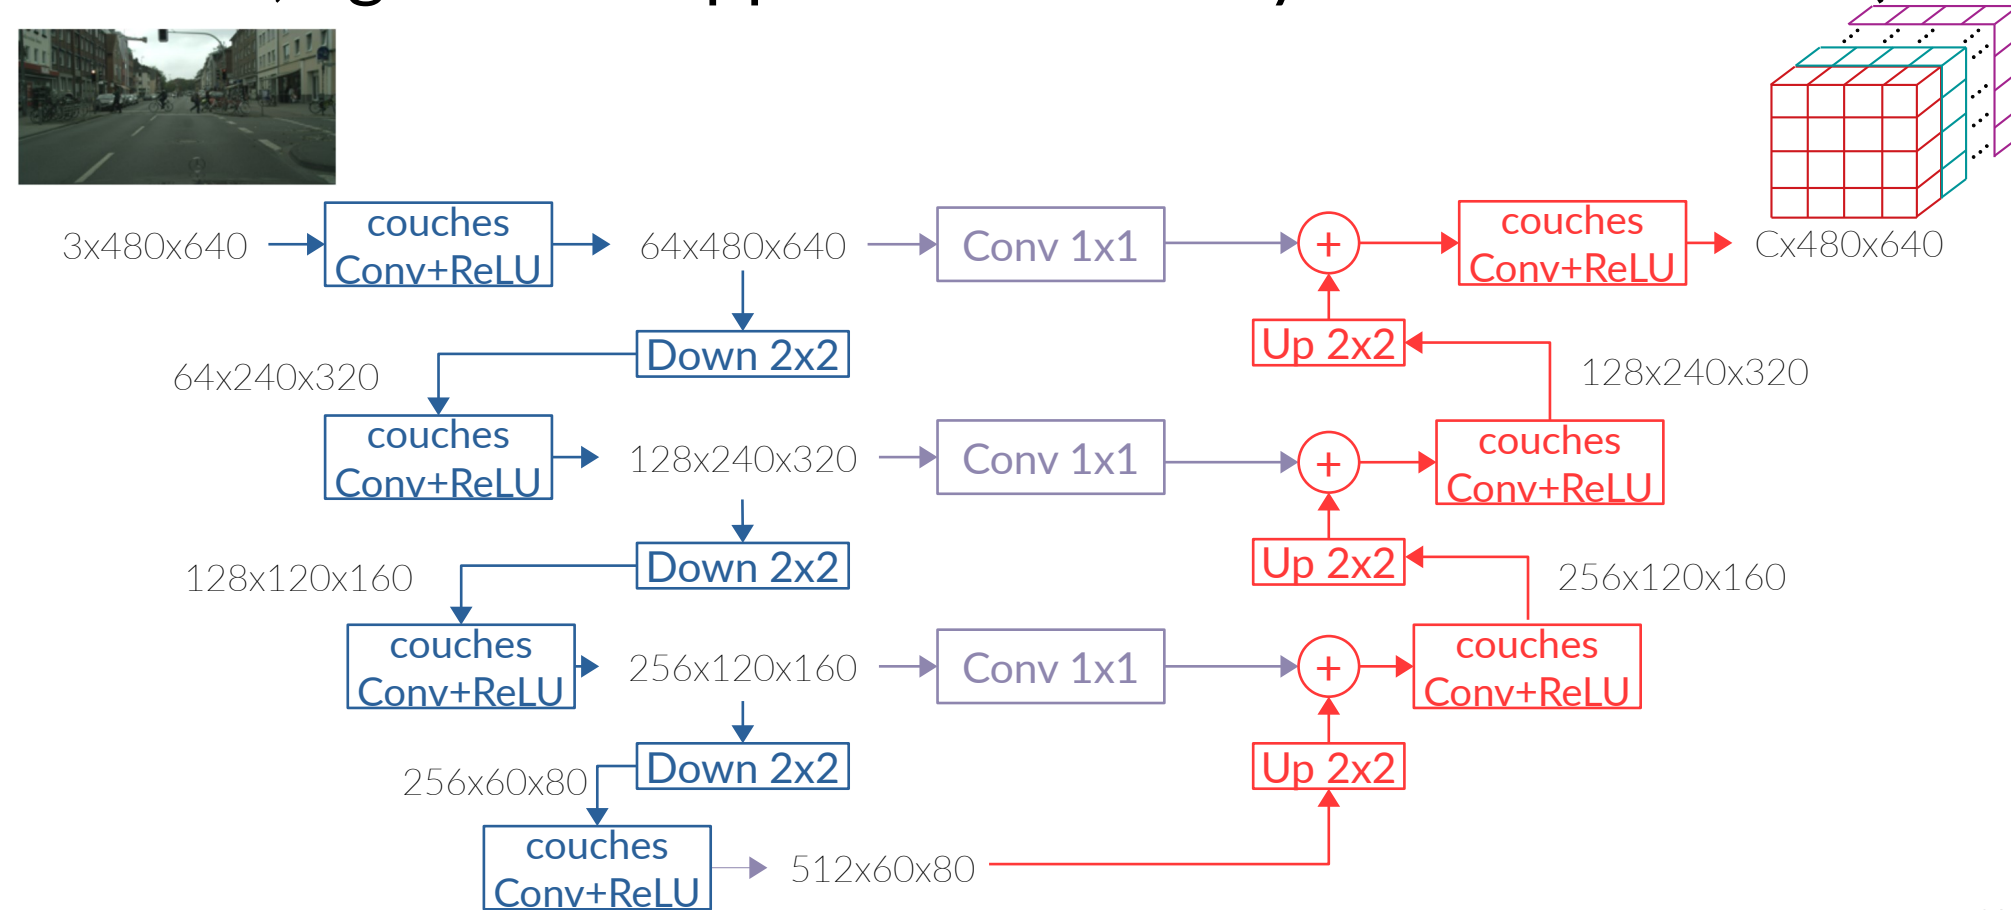 3x480x640
couches
Conv+ReLU
64x480x640
Conv 1x1
+
couches
Conv+ReLU
Cx480x640
Down 2x2
Up 2x2
64x240x320
128x240x320
couches
Conv+ReLU
128x240x320
Conv 1x1
+
couches
Conv+ReLU
Down 2x2
Up 2x2
128x120x160
256x120x160
couches
Conv+ReLU
256x120x160
Conv 1x1
+
couches
Conv+ReLU
Down 2x2
Up 2x2
256x60x80
couches
Conv+ReLU
512x60x80